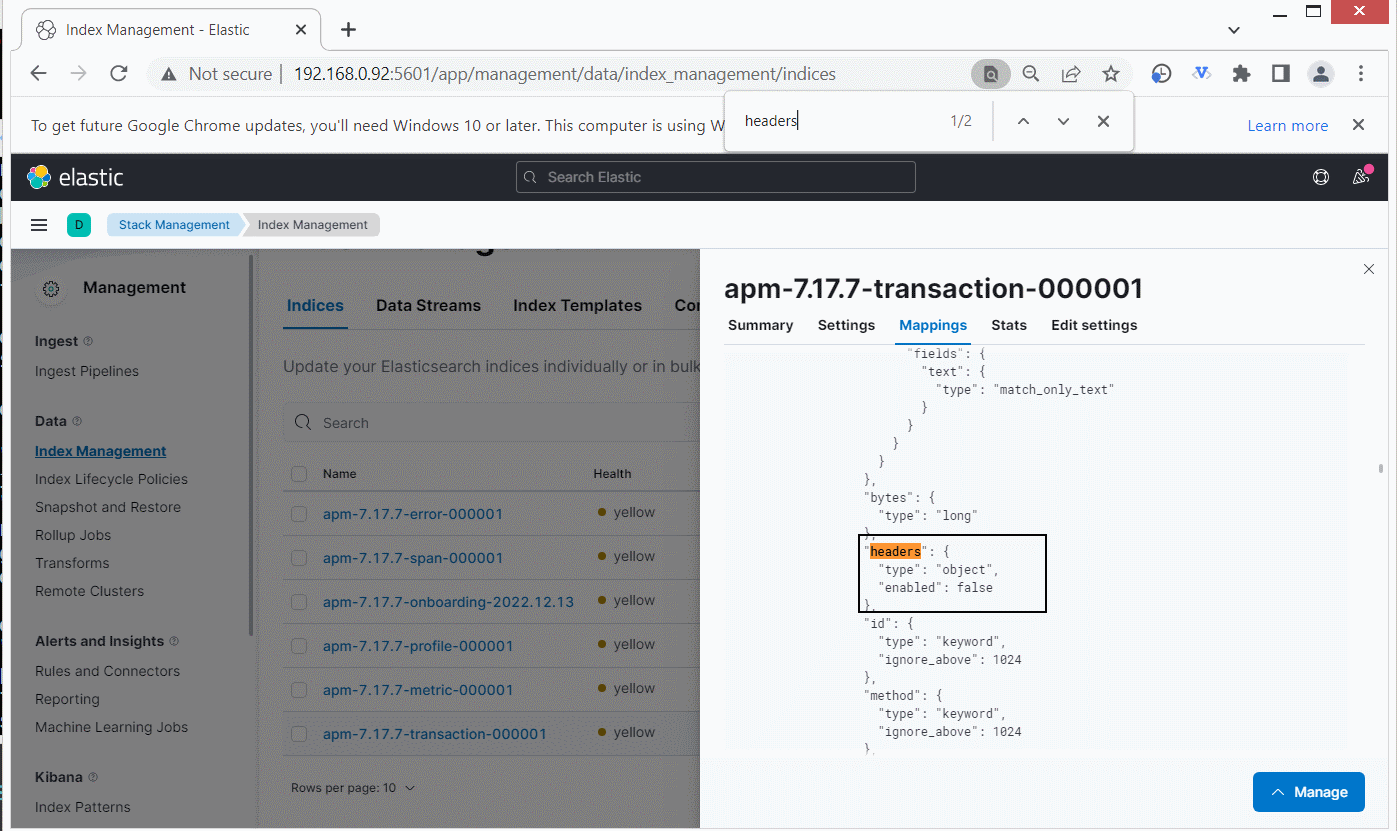 Index Management - Elastic
Not secure
192.168.0.92:5601/app/management/data/index_management/indices
To get future Google Chrome updates, you'll need Windows 10 or later. This computer is using W
headers
1/2
Learn more
elastic
Search Elastic
D
Stack Management
Index Management
Management
Ingest
Ingest Pipelines
Data
Index Management
Index Lifecycle Policies
Snapshot and Restore
Rollup Jobs
Transforms
Remote Clusters
Alerts and Insights
Rules and Connectors
Reporting
Machine Learning Jobs
Kibana
Index Patterns
Indices
Data Streams
Index Templates
Update your Elasticsearch indices individually or in bulk
Search
Name
Health
apm-7.17.7-error-000001
yellow
apm-7.17.7-span-000001
yellow
apm-7.17.7-onboarding-2022.12.13
yellow
apm-7.17.7-profile-000001
yellow
apm-7.17.7-metric-000001
yellow
apm-7.17.7-transaction-000001
yellow
Rows per page: 10
apm-7.17.7-transaction-000001
Summary
Settings
Mappings
Stats
Edit settings
"fields": {
"text": {
"type": "match_only_text"
}
}
}
}
},
"bytes": {
"type": "long"
},
"headers": {
"type": "object",
"enabled": false
},
"id": {
"type": "keyword",
"ignore_above": 1024
},
"method": {
"type": "keyword",
"ignore_above": 1024
},
Manage